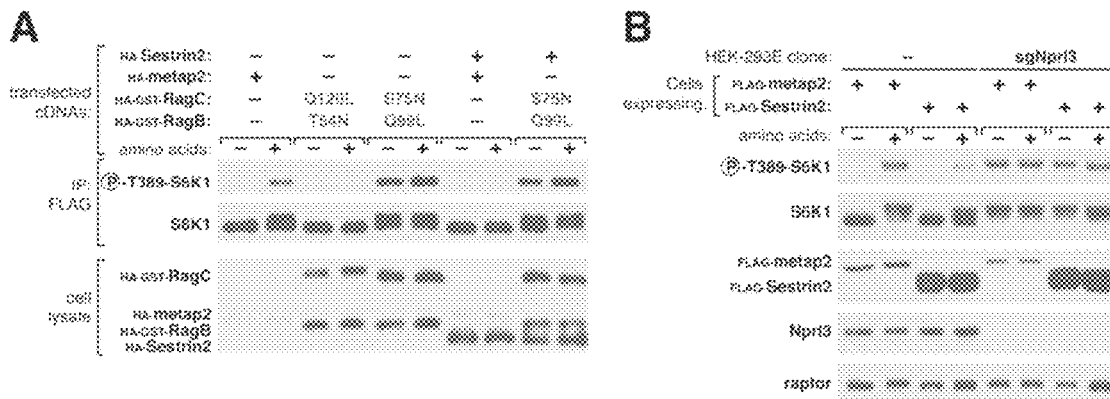 A
HA-Sestrin2: – – – + +
HA-metap2: + – – + –
transfected cDNAs:
HA-GST-RagC: – Q120L S75N – S75N
HA-GST-RagB: – T54N Q99L – Q99L
amino acids: – + – + – + – + – +
IP: FLAG
Ⓟ-T389-S6K1
S6K1
cell lysate
HA-GST-RagC
HA-metap2
HA-GST-RagB
HA-Sestrin2
B
HEK-293E clone: – sgNprl3
Cells expressing:
FLAG-metap2: + + + +
FLAG-Sestrin2: + + + +
amino acids: – + – + – + – +
Ⓟ-T389-S6K1
S6K1
FLAG-metap2
FLAG-Sestrin2
Nprl3
raptor